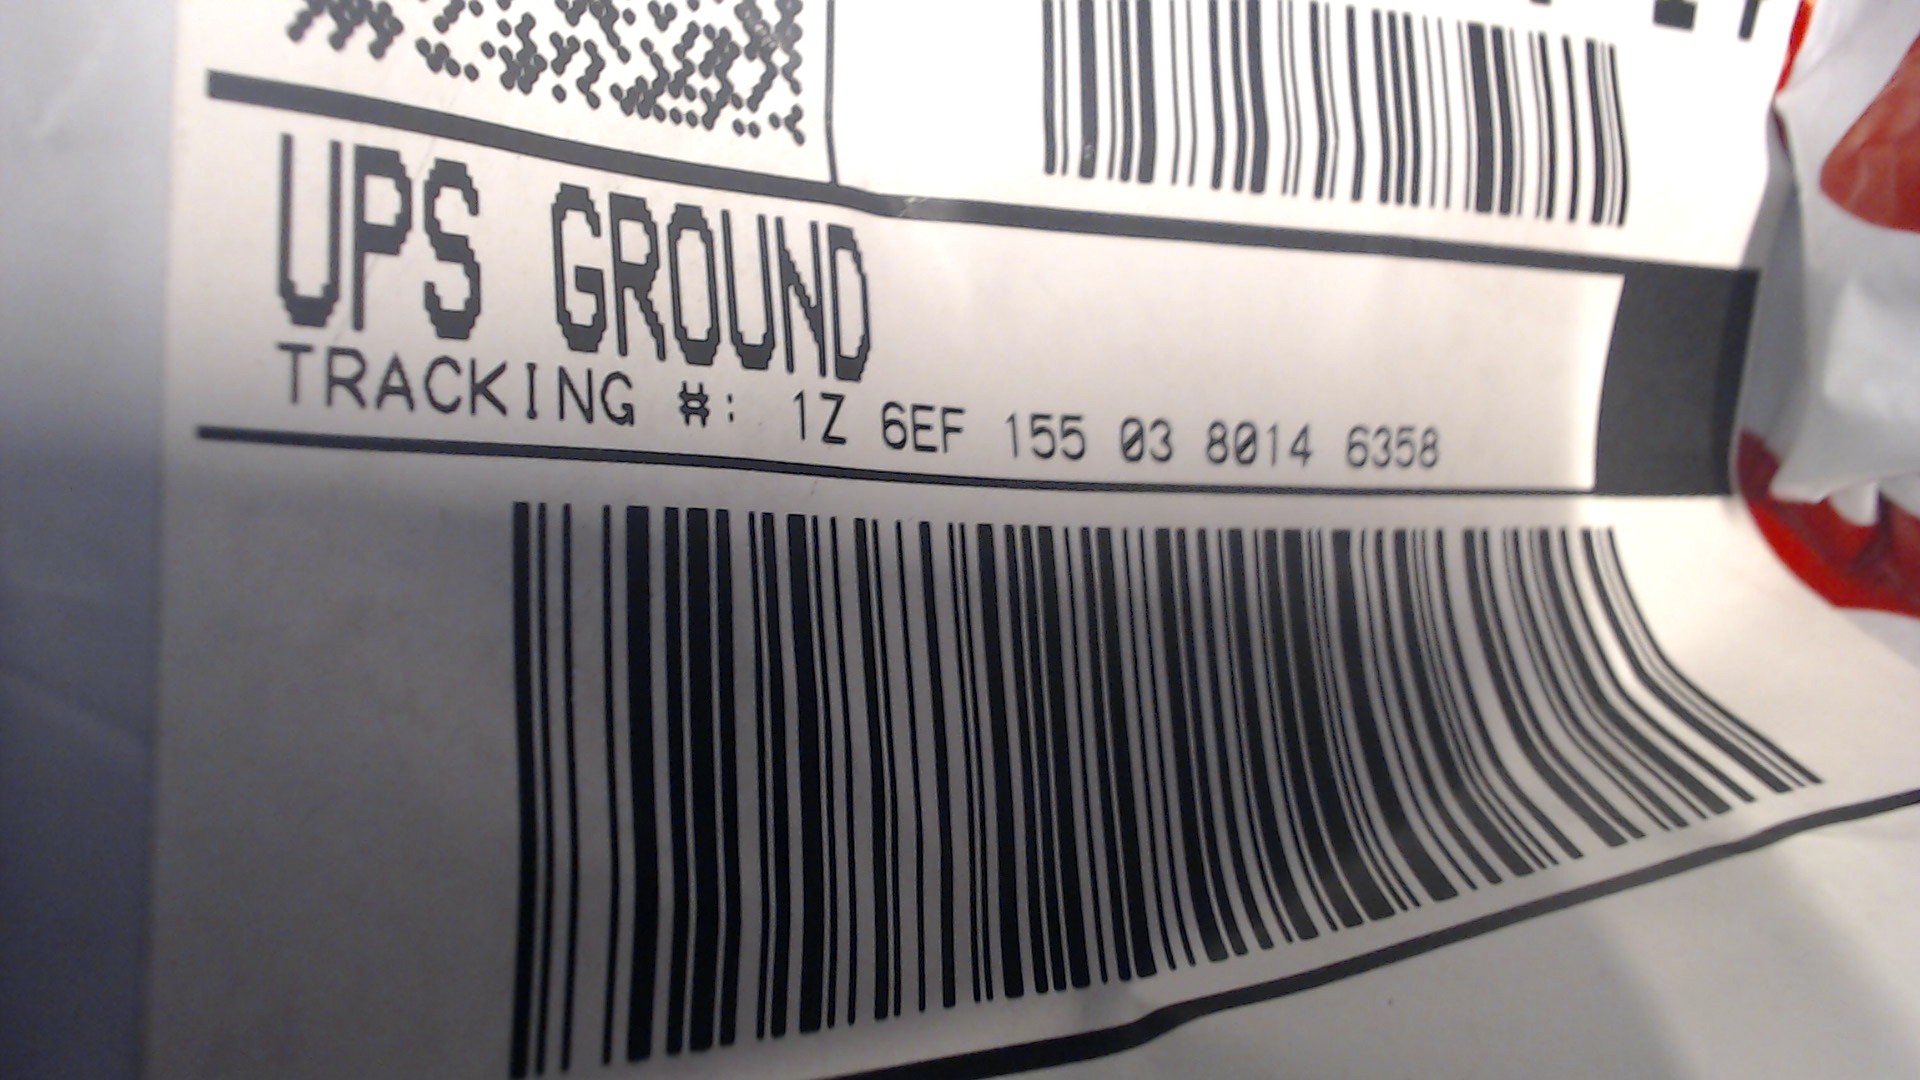 UPS GROUND
TRACKING #: 1Z 6EF 155 03 8014 6358